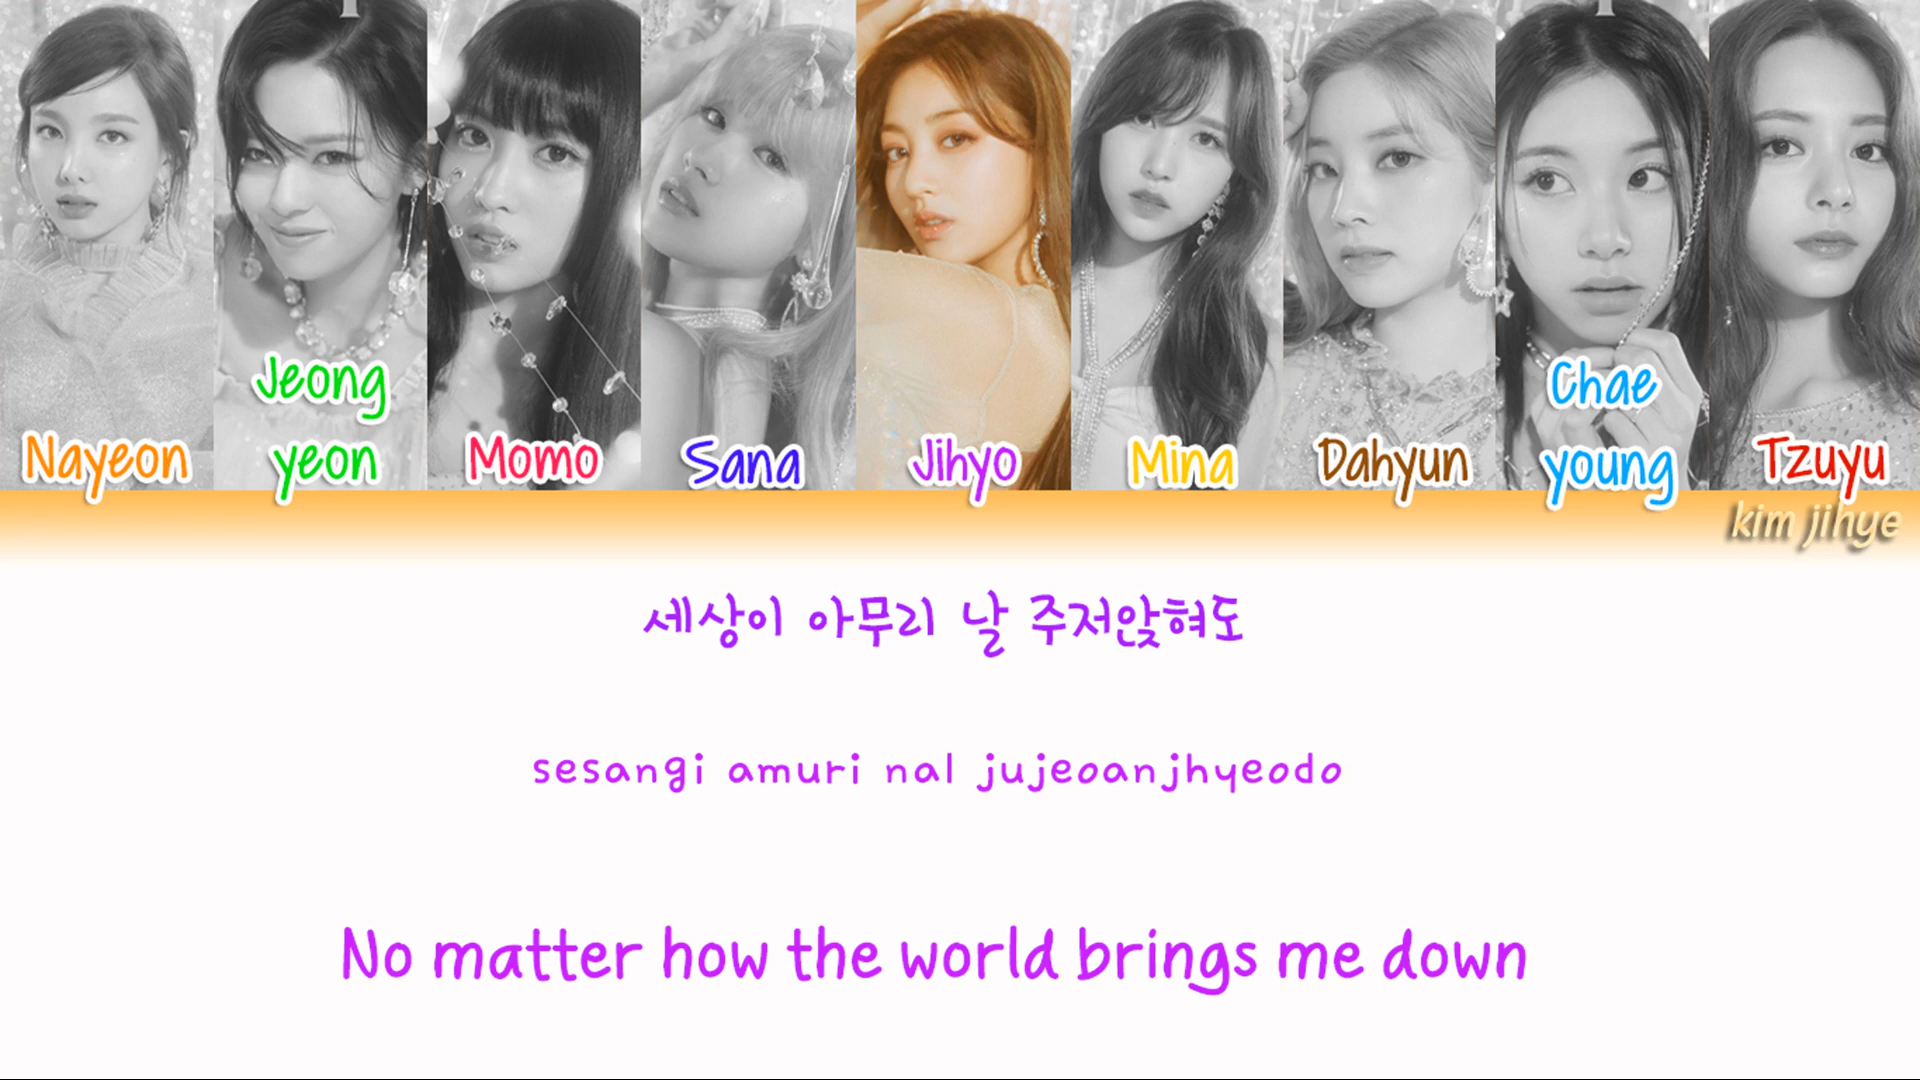 Nayeon
Jeong
yeon
Momo
Sana
Jihyo
Mina
Dahyun
Chae
young
Tzuyu
kim jihye
세상이 아무리 날 주저앉혀도
sesangi amuri nal jujeoanjhyeodo
No matter how the world brings me down